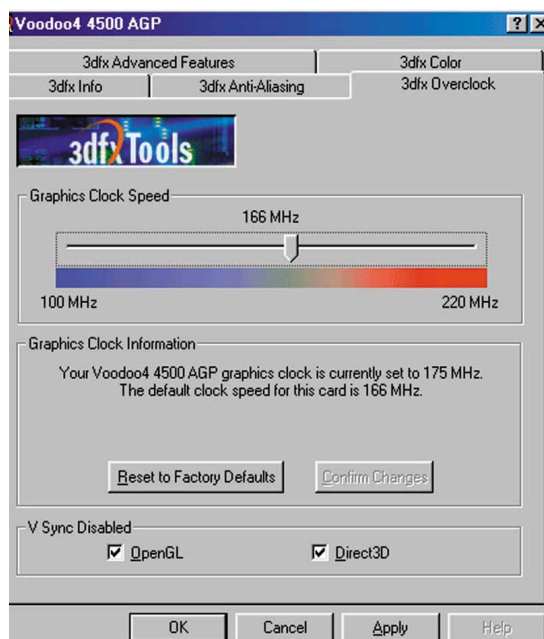 Voodoo4 4500 AGP
3dfx Advanced Features 3dfx Color
3dfx Info 3dfx Anti-Aliasing 3dfx Overclock
3dfx Tools
Graphics Clock Speed
166 MHz
100 MHz 220 MHz
Graphics Clock Information
Your Voodoo4 4500 AGP graphics clock is currently set to 175 MHz.
The default clock speed for this card is 166 MHz.
Reset to Factory Defaults Confirm Changes
V Sync Disabled
OpenGL Direct3D
OK Cancel Apply Help